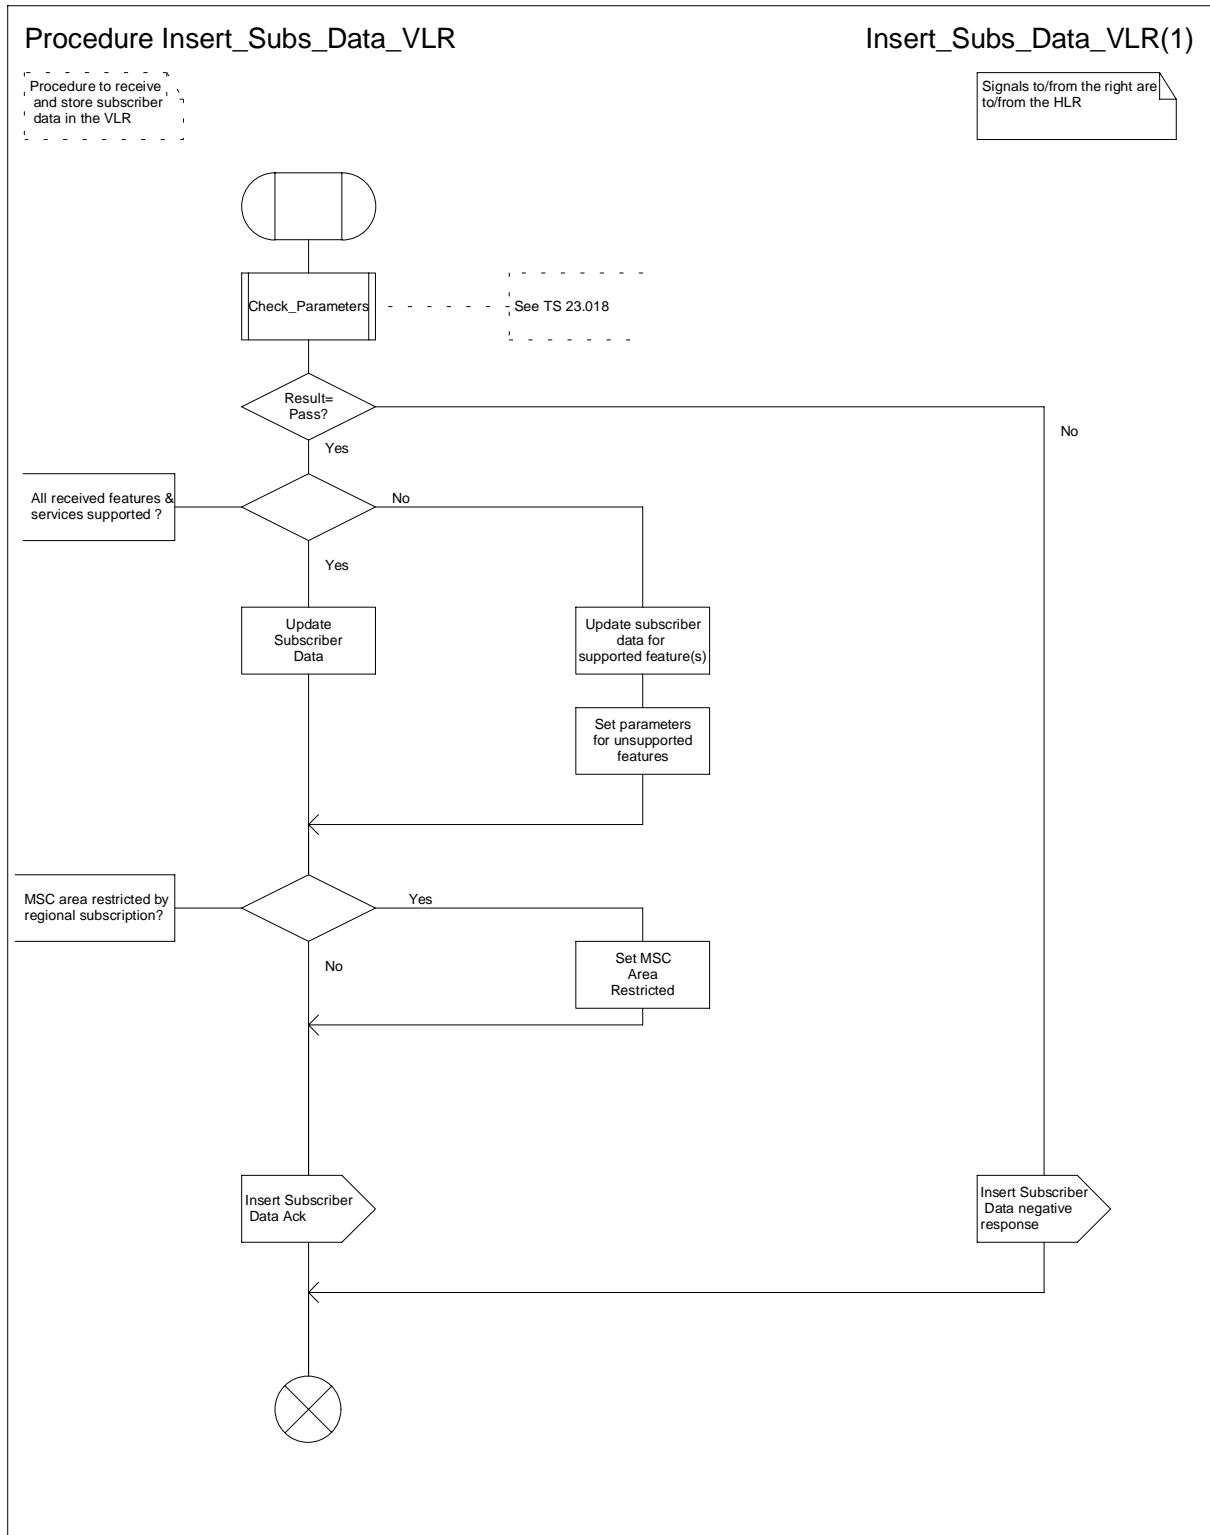 Procedure Insert_Subs_Data_VLR
Insert_Subs_Data_VLR(1)
Procedure to receive
and store subscriber
data in the VLR
Signals to/from the right are
to/from the HLR
Check_Parameters
See TS 23.018
Result=
Pass?
No
Yes
All received features &
services supported ?
No
Yes
Update
Subscriber
Data
Update subscriber
data for
supported feature(s)
Set parameters
for unsupported
features
MSC area restricted by
regional subscription?
Yes
No
Set MSC
Area
Restricted
Insert Subscriber
Data Ack
Insert Subscriber
Data negative
response